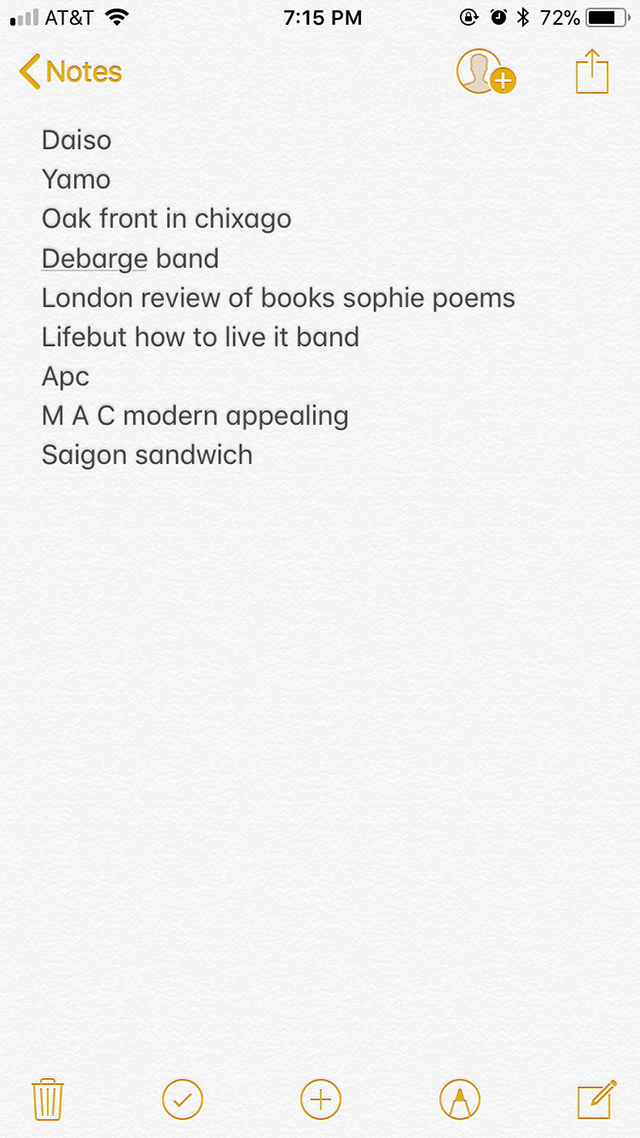 AT&T 7:15 PM 72%
Notes
Daiso
Yamo
Oak front in chixago
Debarge band
London review of books sophie poems
Lifebut how to live it band
Apc
M A C modern appealing
Saigon sandwich